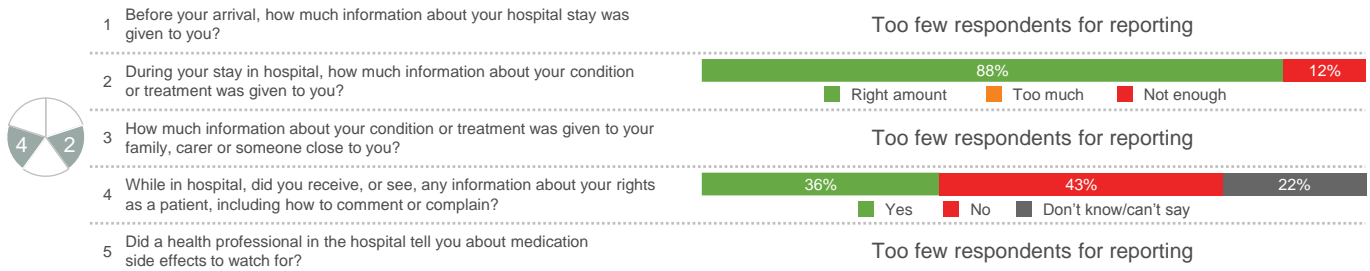 1 Before your arrival, how much information about your hospital stay was
given to you?
Too few respondents for reporting
2 During your stay in hospital, how much information about your condition
or treatment was given to you?
88% 12%
Right amount Too much Not enough
4 2
3 How much information about your condition or treatment was given to your
family, carer or someone close to you?
Too few respondents for reporting
4 While in hospital, did you receive, or see, any information about your rights
as a patient, including how to comment or complain?
36% 43% 22%
Yes No Don't know/can't say
5 Did a health professional in the hospital tell you about medication
side effects to watch for?
Too few respondents for reporting